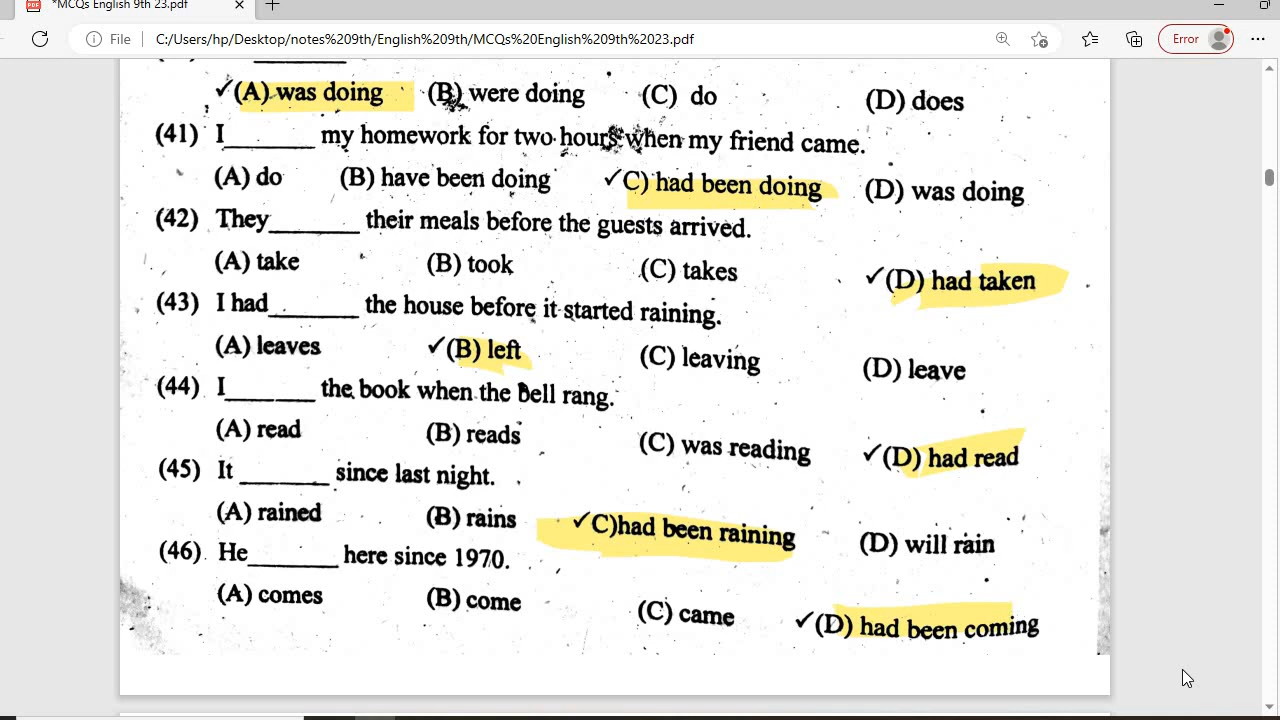 *MCQs English 9th 23.pdf
File C:/Users/hp/Desktop/notes%209th/English%209th/MCQs%20English%209th%2023.pdf Error
✓(A) was doing (B) were doing (C) do (D) does
(41) I_______ my homework for two hours when my friend came.
(A) do (B) have been doing ✓C) had been doing (D) was doing
(42) They_______ their meals before the guests arrived.
(A) take (B) took (C) takes ✓(D) had taken
(43) I had_______ the house before it started raining.
(A) leaves ✓(B) left (C) leaving (D) leave
(44) I_______ the book when the bell rang.
(A) read (B) reads (C) was reading ✓(D) had read
(45) It _______ since last night.
(A) rained (B) rains ✓C)had been raining (D) will rain
(46) He_______ here since 1970.
(A) comes (B) come (C) came ✓(D) had been coming